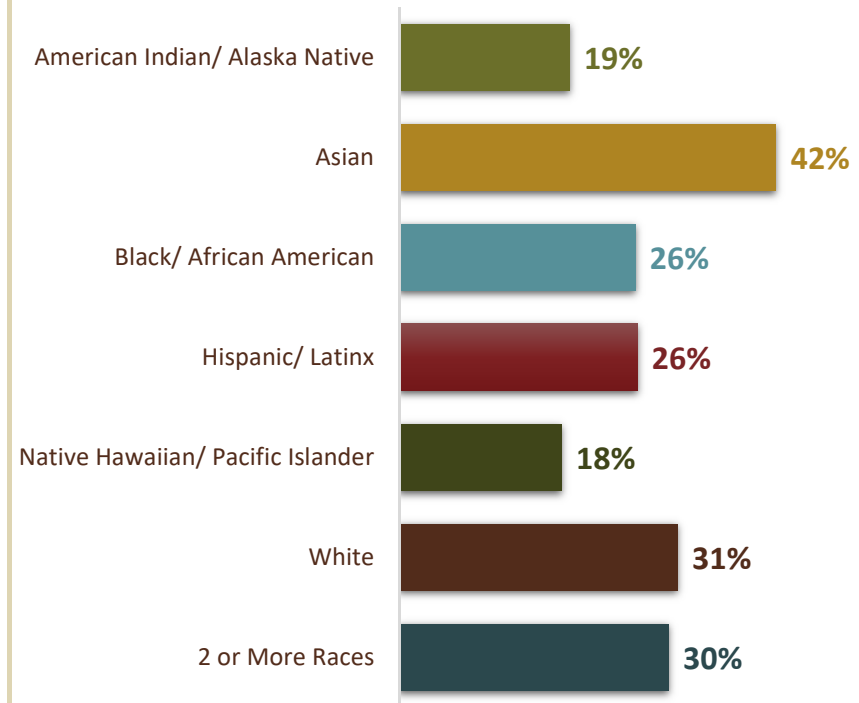 American Indian/ Alaska Native 19%
Asian 42%
Black/ African American 26%
Hispanic/ Latinx 26%
Native Hawaiian/ Pacific Islander 18%
White 31%
2 or More Races 30%